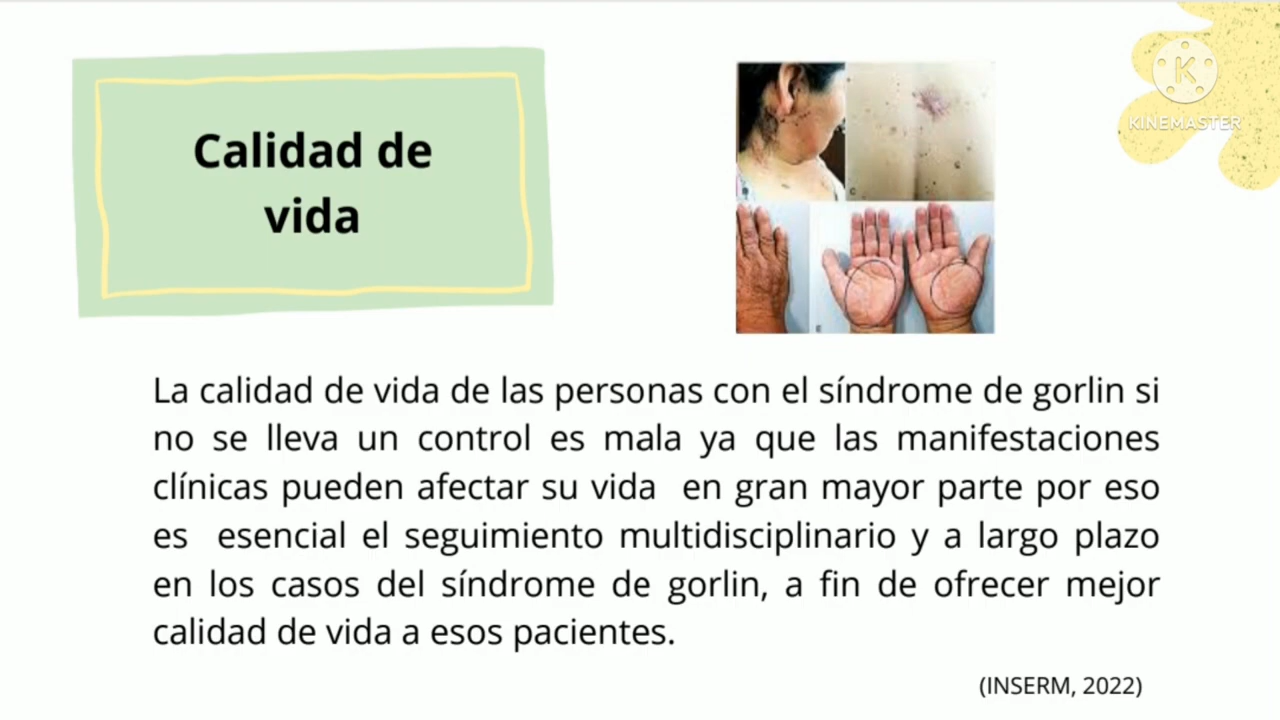 Calidad de
vida
K
KINEMASTER
La calidad de vida de las personas con el síndrome de gorlin si
no se lleva un control es mala ya que las manifestaciones
clínicas pueden afectar su vida en gran mayor parte por eso
es esencial el seguimiento multidisciplinario y a largo plazo
en los casos del síndrome de gorlin, a fin de ofrecer mejor
calidad de vida a esos pacientes.
(INSERM, 2022)